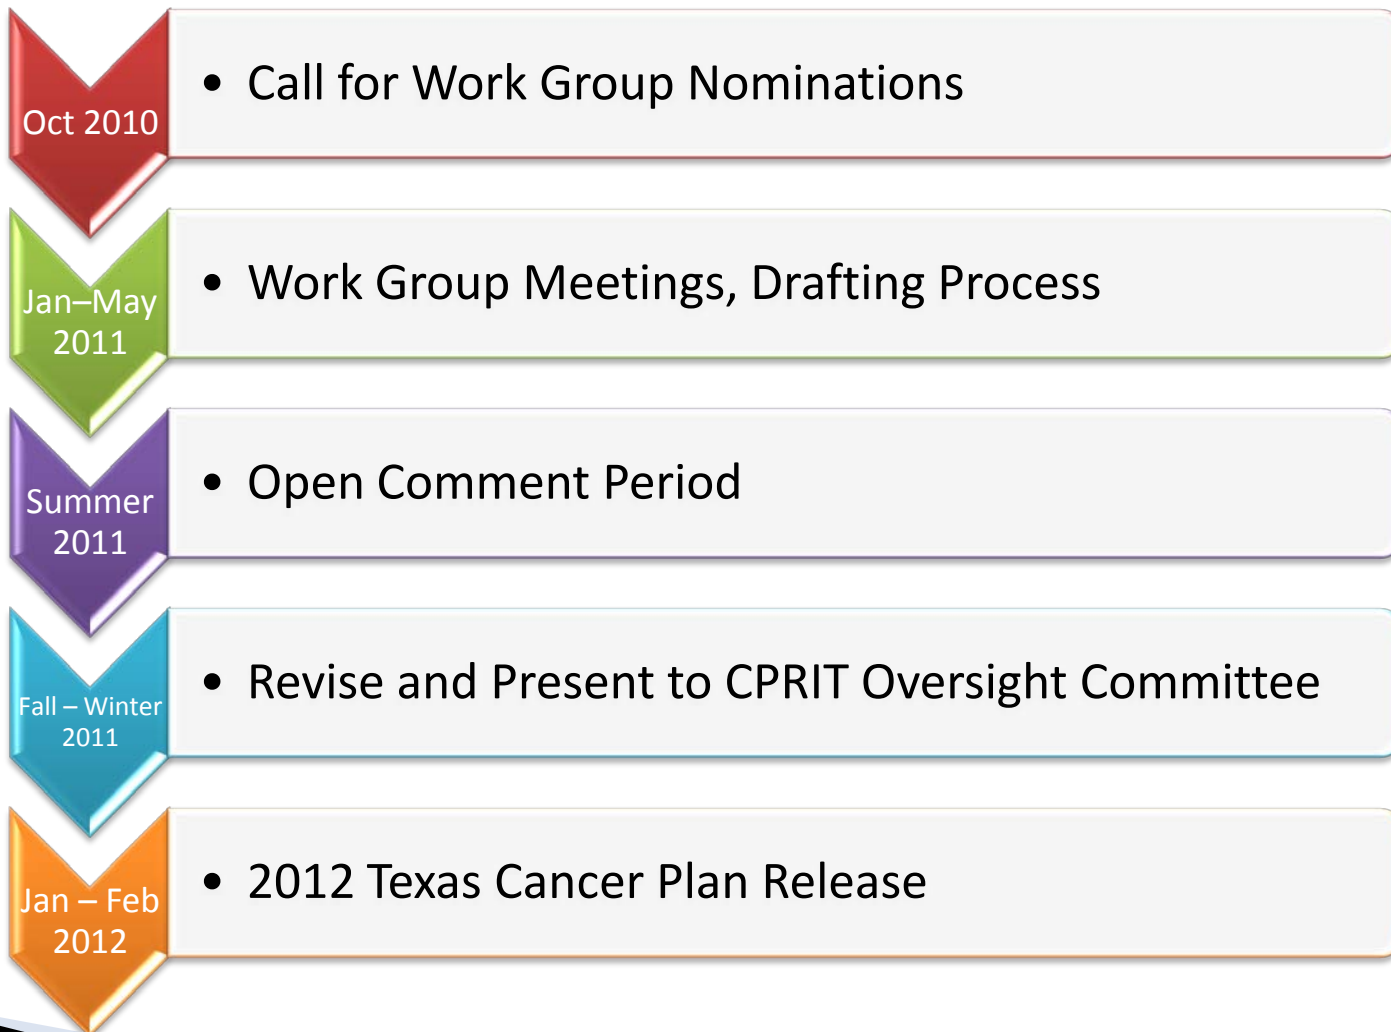 Oct 2010
• Call for Work Group Nominations
Jan–May
2011
• Work Group Meetings, Drafting Process
Summer
2011
• Open Comment Period
Fall – Winter
2011
• Revise and Present to CPRIT Oversight Committee
Jan – Feb
2012
• 2012 Texas Cancer Plan Release